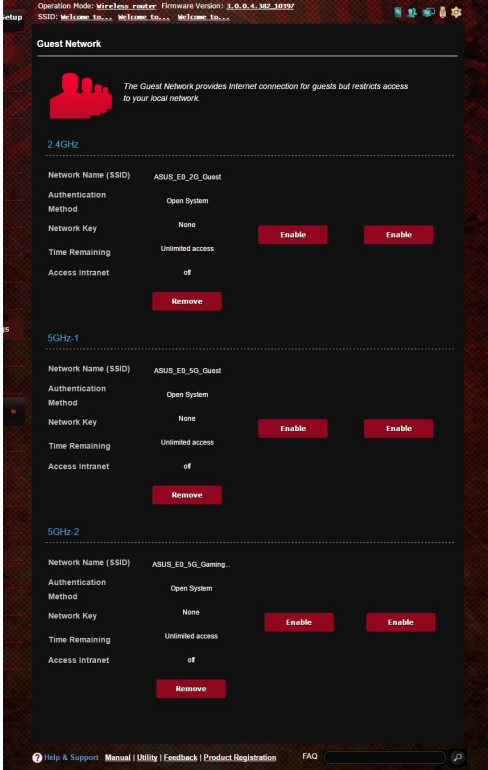 Operation Mode: Wireless router Firmware Version: 3.0.0.4.382_10397
Setup
SSID: Welcome to... Welcome to... Welcome to...
Guest Network
The Guest Network provides Internet connection for guests but restricts access
to your local network.
2.4GHz
Network Name (SSID) ASUS_E0_2G_Guest
Authentication
Method
Open System
Network Key None
Enable Enable
Time Remaining Unlimited access
Access Intranet off
Remove
5GHz-1
Network Name (SSID) ASUS_E0_5G_Guest
Authentication
Method
Open System
Network Key None
Enable Enable
Time Remaining Unlimited access
Access Intranet off
Remove
5GHz-2
Network Name (SSID) ASUS_E0_5G_Gaming...
Authentication
Method
Open System
Network Key None
Enable Enable
Time Remaining Unlimited access
Access Intranet off
Remove
Help & Support Manual | Utility | Feedback | Product Registration FAQ